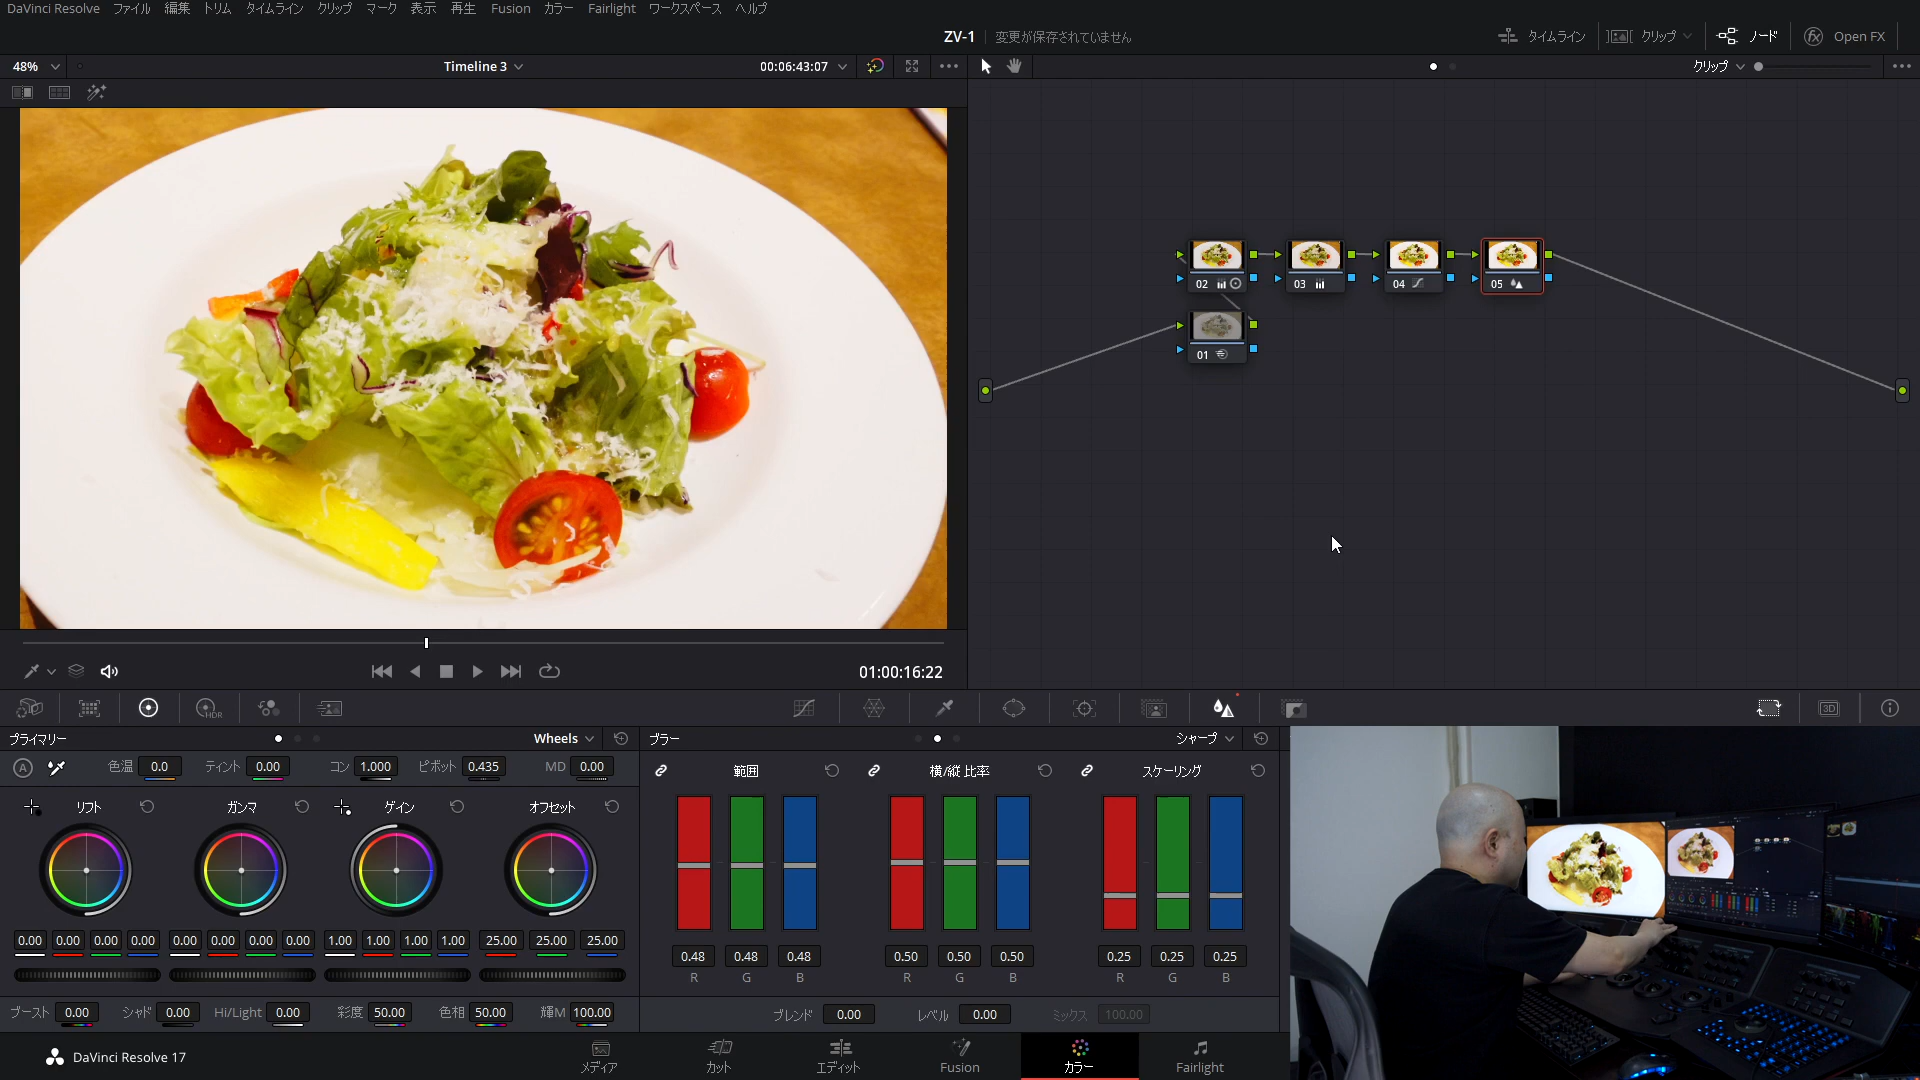 DaVinci Resolve ファイル 編集 トリム タイムライン クリップ マーク 表示 再生 Fusion カラー Fairlight ワークスペース ヘルプ
ZV-1 変更が保存されていません
タイムライン クリップ ノード Open FX
48% Timeline 3 00:06:43:07 クリップ
02 03 04 05
01
01:00:16:22
HDR 3D
プライマリー Wheels ブラー シャープ
A 色温 0.0 ティント 0.00 コン 1.000 ピボット 0.435 MD 0.00
範囲 横/縦 比率 スケーリング
リフト ガンマ ゲイン オフセット
0.00 0.00 0.00 0.00 0.00 0.00 0.00 0.00 1.00 1.00 1.00 1.00 25.00 25.00 25.00
0.48 0.48 0.48 0.50 0.50 0.50 0.25 0.25 0.25
R G B R G B R G B
ブースト 0.00 シャド 0.00 Hi/Light 0.00 彩度 50.00 色相 50.00 輝M 100.00
ブレンド 0.00 レベル 0.00 ミックス 100.00
DaVinci Resolve 17
メディア カット エディット Fusion カラー Fairlight